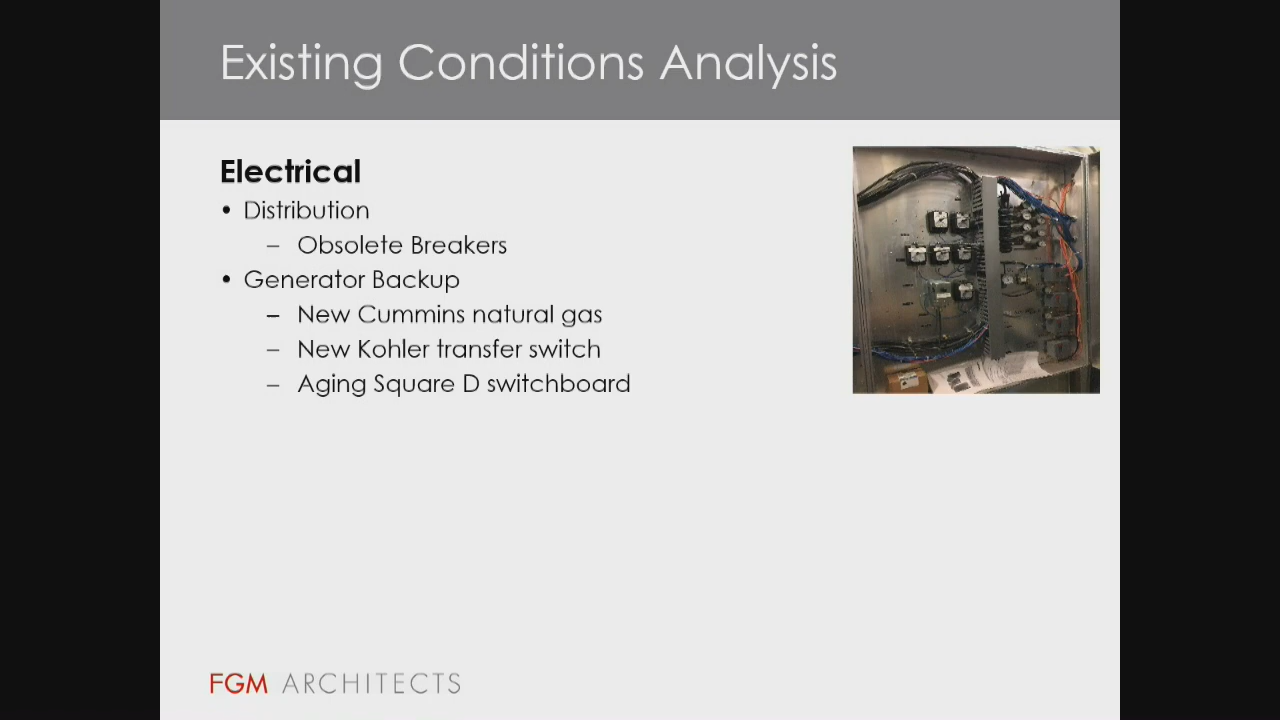 Existing Conditions Analysis
Electrical
• Distribution
– Obsolete Breakers
• Generator Backup
– New Cummins natural gas
– New Kohler transfer switch
– Aging Square D switchboard
FGM ARCHITECTS